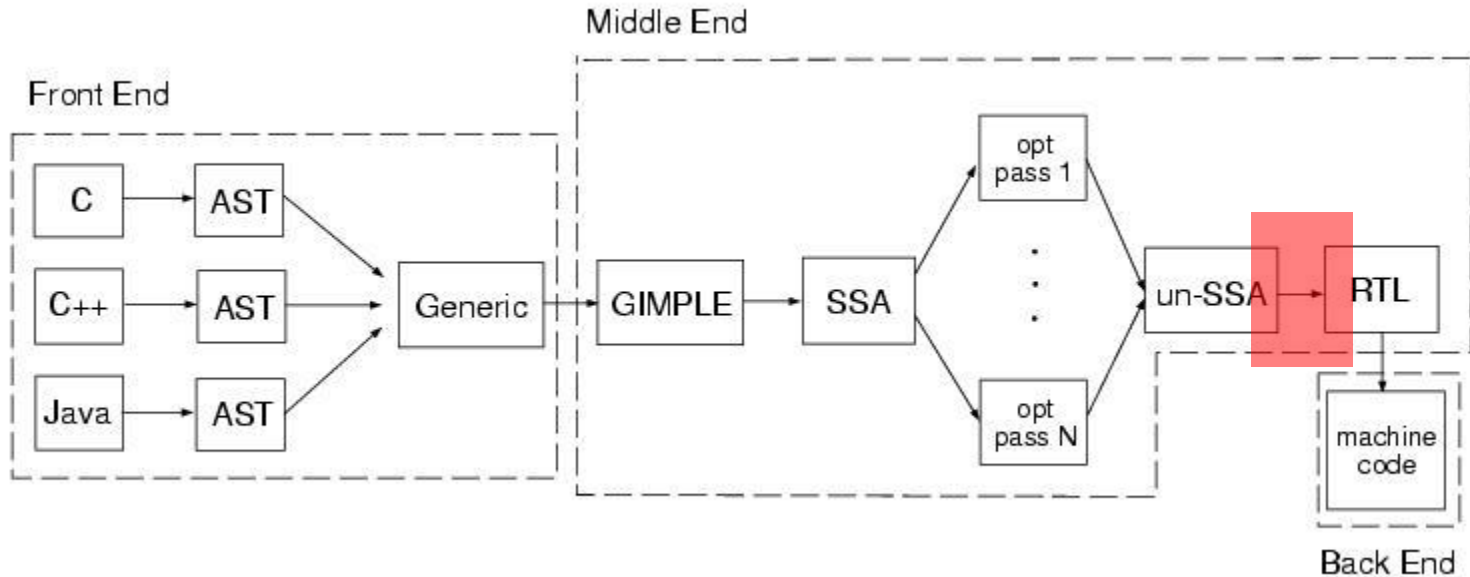 Middle End
Front End
C
AST
C++
AST
Java
AST
Generic
GIMPLE
SSA
opt
pass 1
opt
pass N
un-SSA
RTL
machine
code
Back End